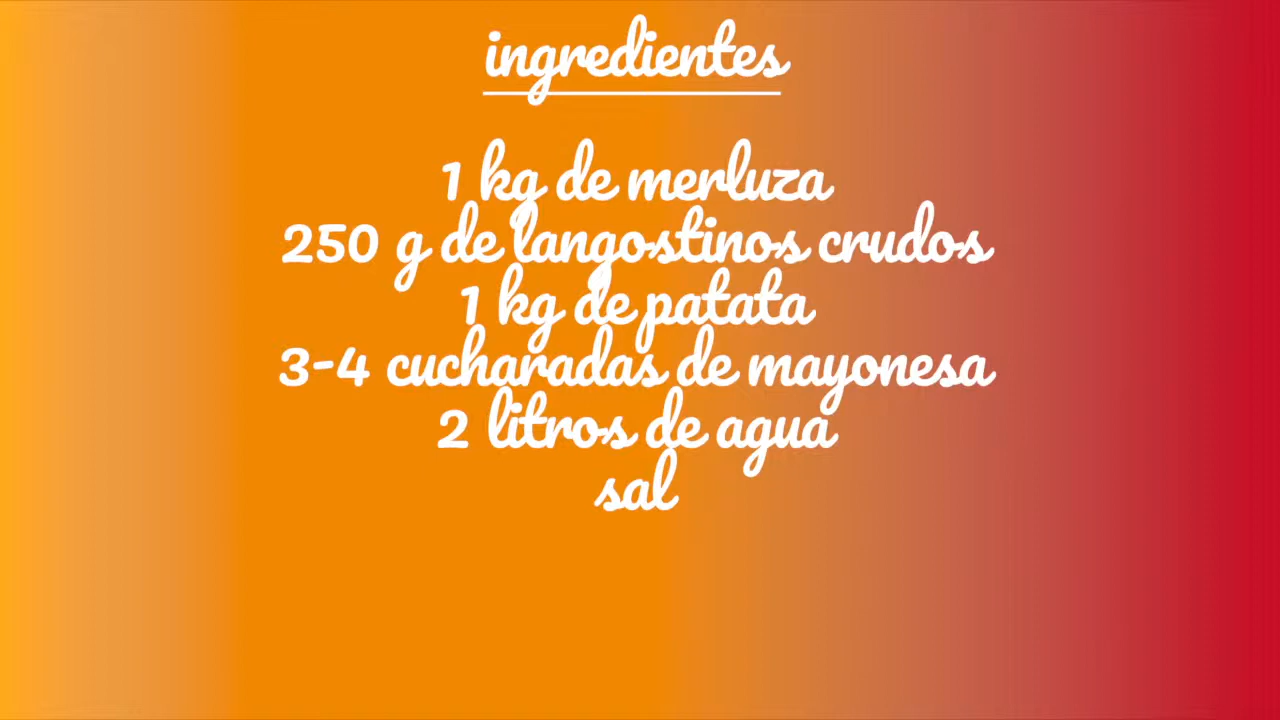 ingredientes
1 kg de merluza
250 g de langostinos crudos
1 kg de patata
3-4 cucharadas de mayonesa
2 litros de agua
sal